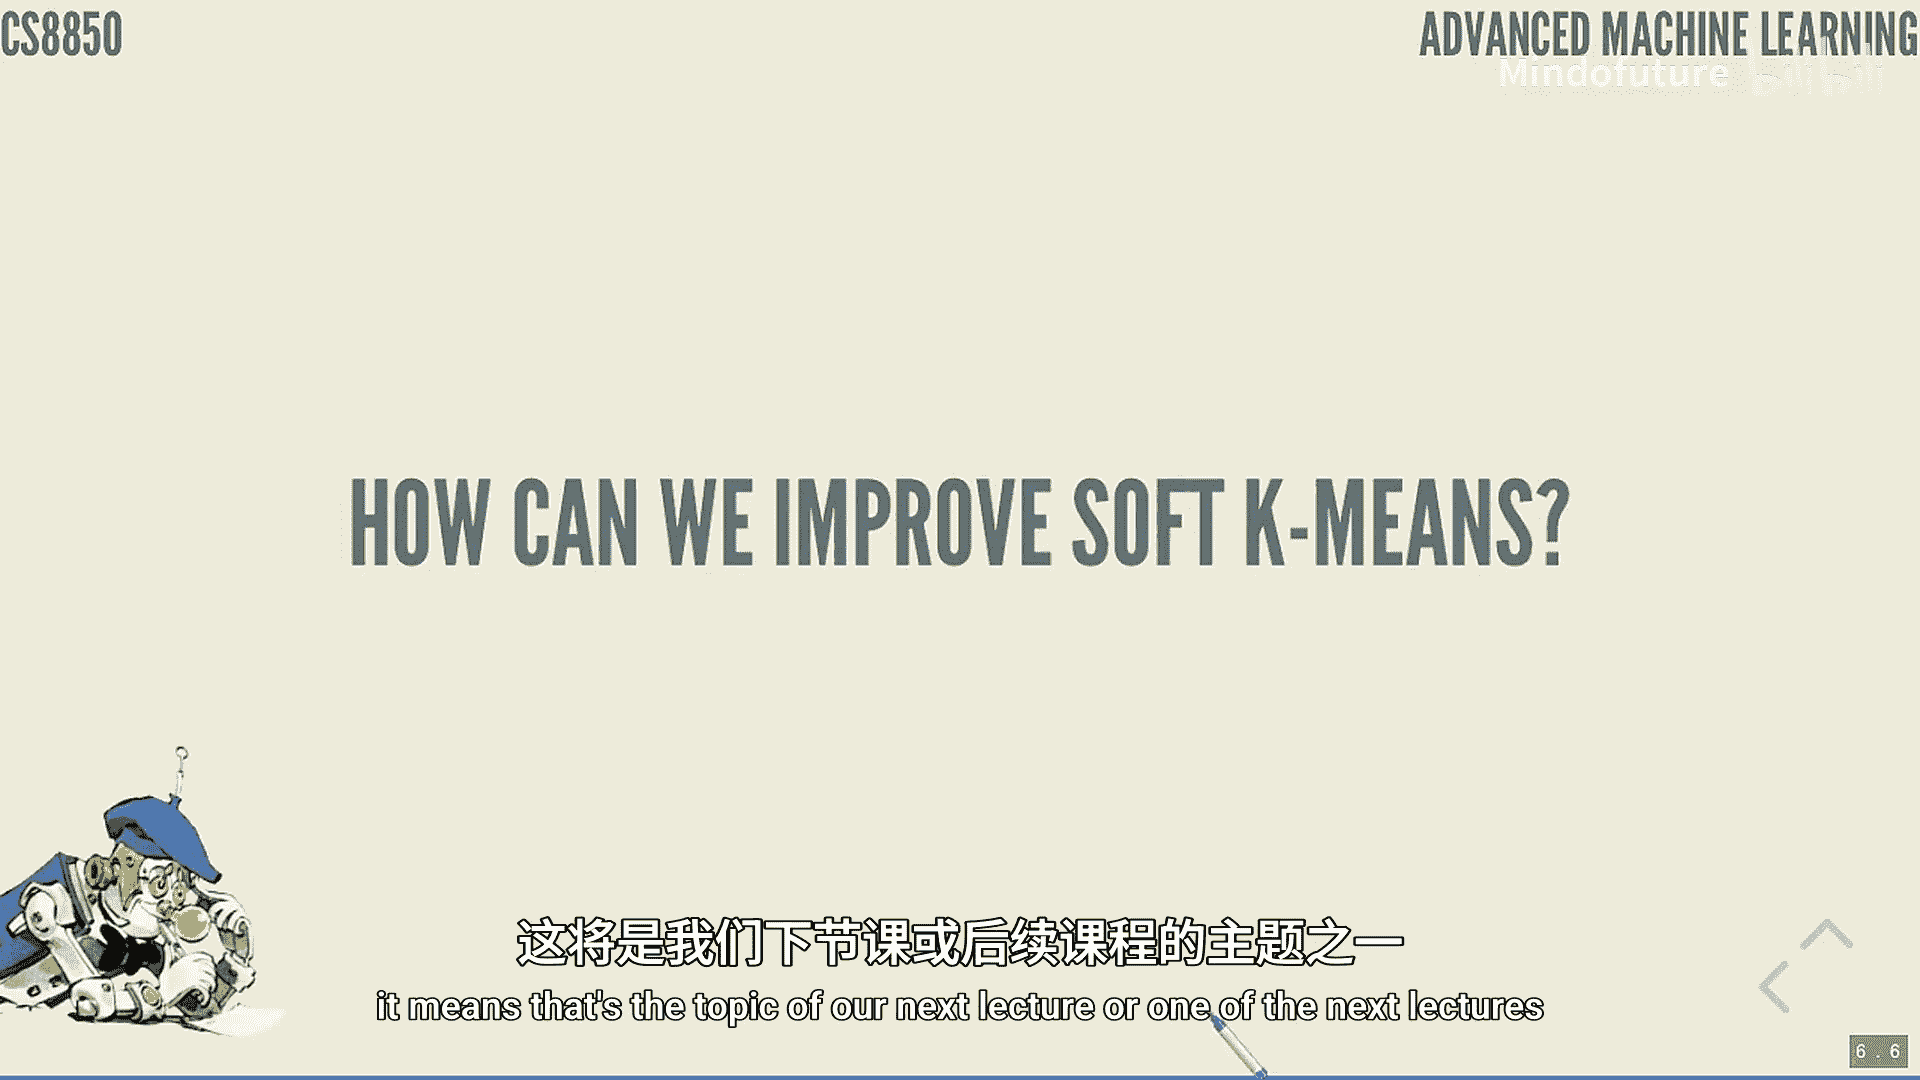 CS8850
ADVANCED MACHINE LEARNING
Mindofuture bilibili
HOW CAN WE IMPROVE SOFT K-MEANS?
这将是我们下节课或后续课程的主题之一
it means that's the topic of our next lecture or one of the next lectures
6.6